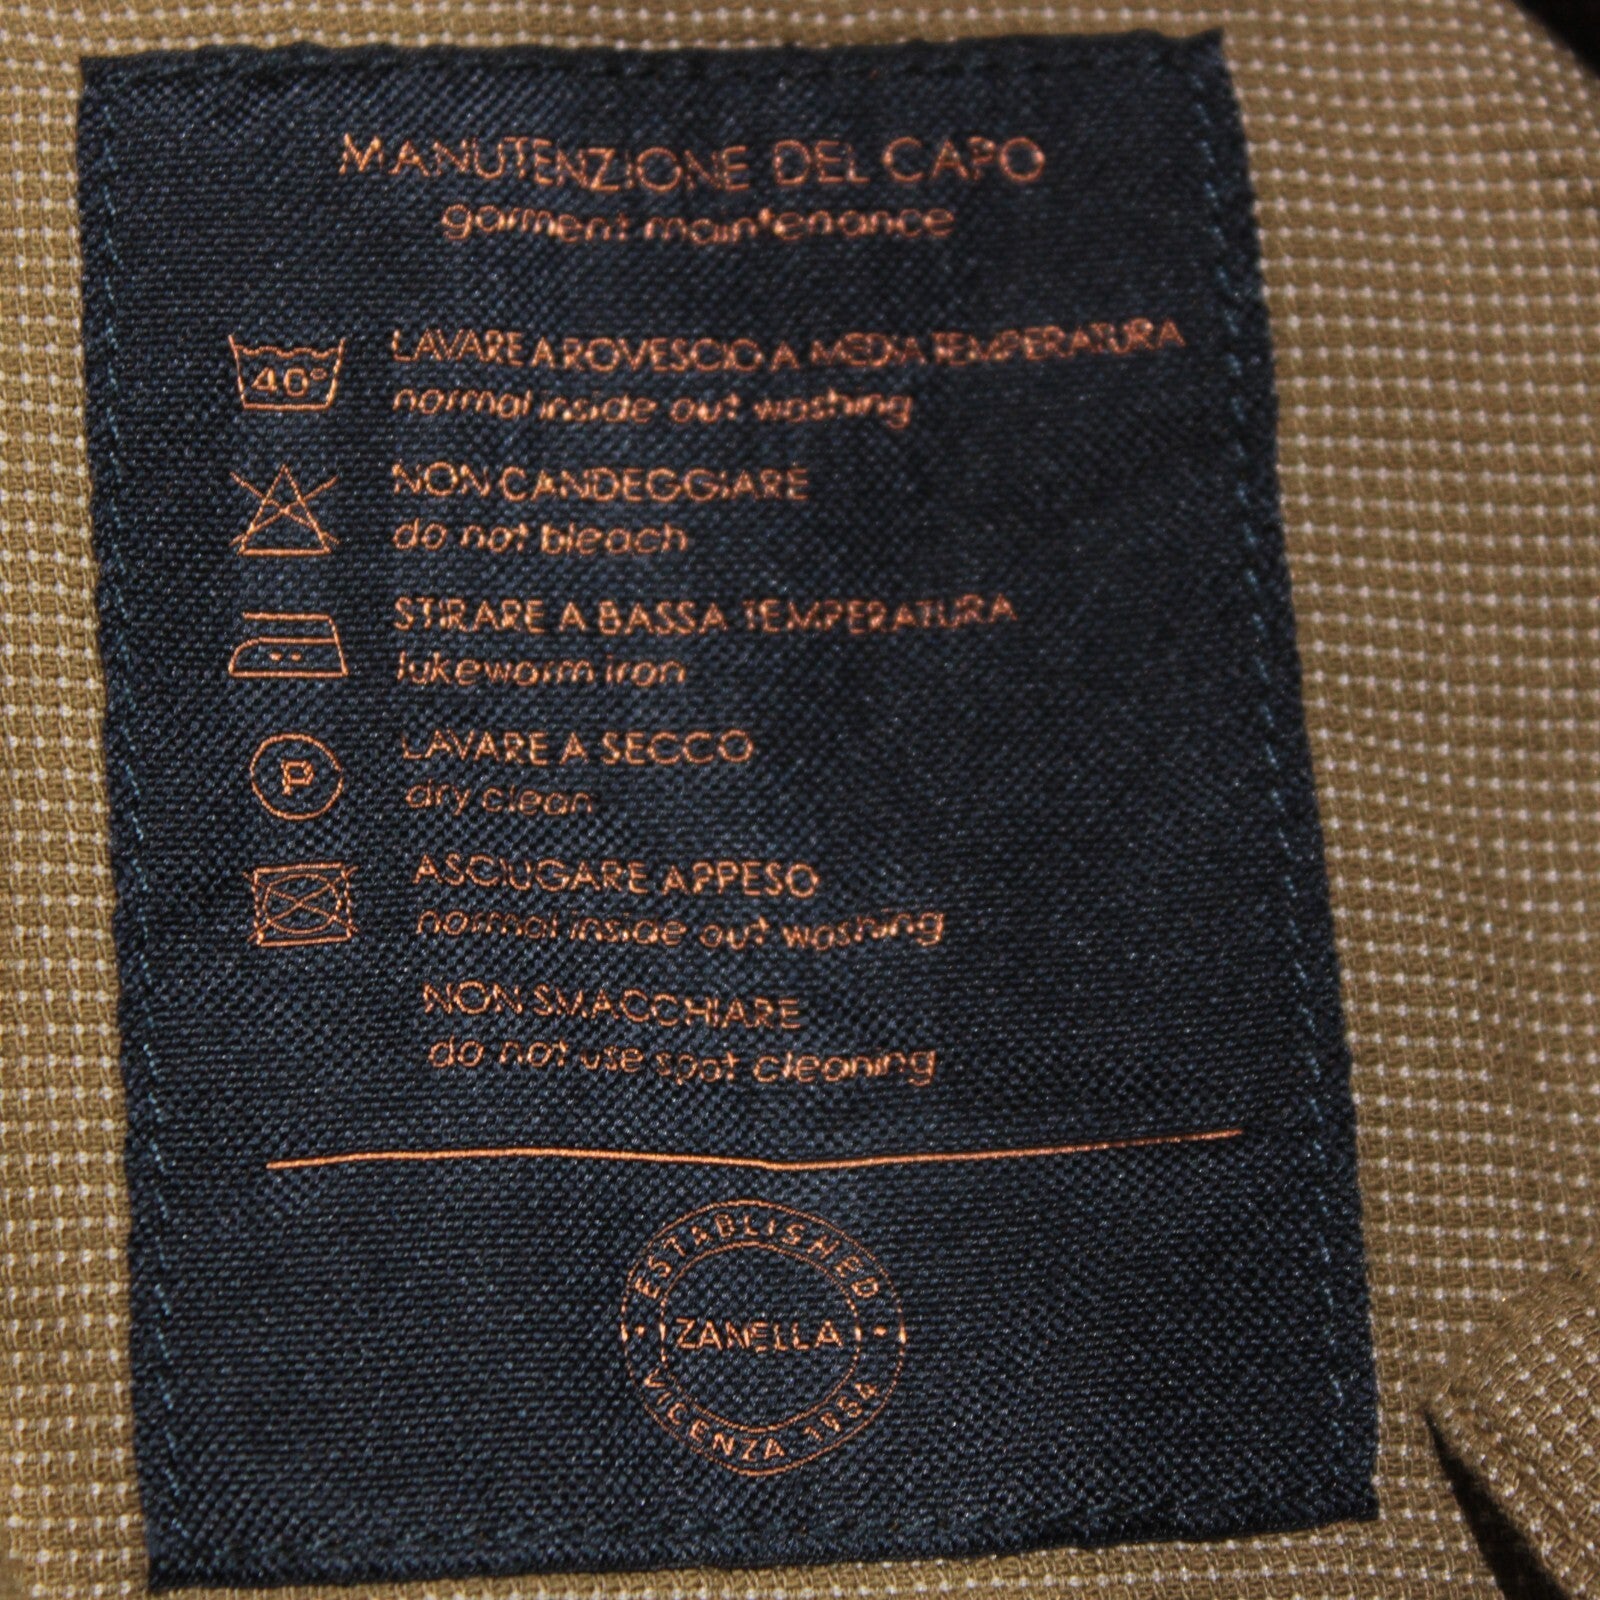 MANUTENZIONE DEL CAPO
garment maintenance
40°
LAVARE A ROVESCIO A MEDIA TEMPERATURA
normal inside out washing
NON CANDEGGIARE
do not bleach
STIRARE A BASSA TEMPERATURA
lukewarm iron
P
LAVARE A SECCO
dry clean
ASCIUGARE APPESO
normal inside out washing
NON SMACCHIARE
do not use spot cleaning
ESTABLISHED
ZANELLA
VICENZA 1954